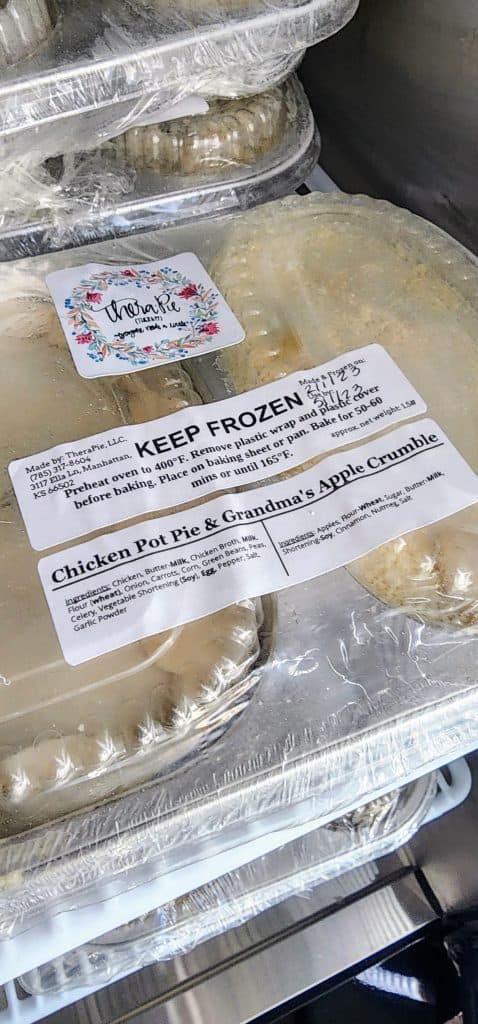 TheraPie
Made by: TheraPie, LLC.
(785) 317-8604
3117 Ella Ln, Manhattan,
KS 66502
KEEP FROZEN
Made & Frozen on:
2/1/23
Use by:
5/1/23
Preheat oven to 400°F. Remove plastic wrap and plastic cover
before baking. Place on baking sheet or pan. Bake for 50-60
mins or until 165°F.
approx. net weight: 1.5#
Chicken Pot Pie & Grandma's Apple Crumble
Ingredients: Chicken, Butter-Milk, Chicken Broth, Milk,
Flour (wheat), Onion, Carrots, Corn, Green Beans, Peas,
Celery, Vegetable Shortening (Soy), Egg, Pepper, Salt,
Garlic Powder
Ingredients: Apples, Flour-Wheat, Sugar, Butter-Milk,
Shortening-Soy, Cinnamon, Nutmeg, Salt